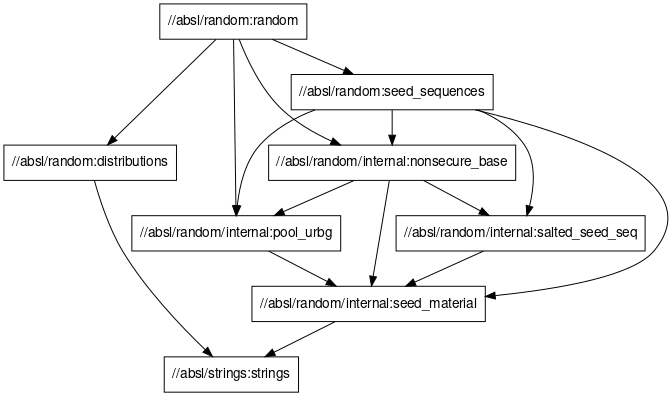 //absl/random:random
//absl/random:seed_sequences
//absl/random:distributions
//absl/random/internal:nonsecure_base
//absl/random/internal:pool_urbg
//absl/random/internal:salted_seed_seq
//absl/random/internal:seed_material
//absl/strings:strings